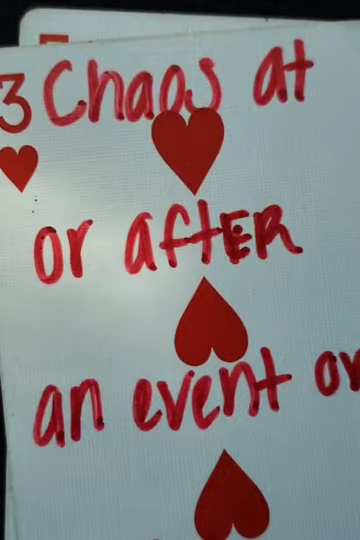 3 Chaos at
or aftER
an event or